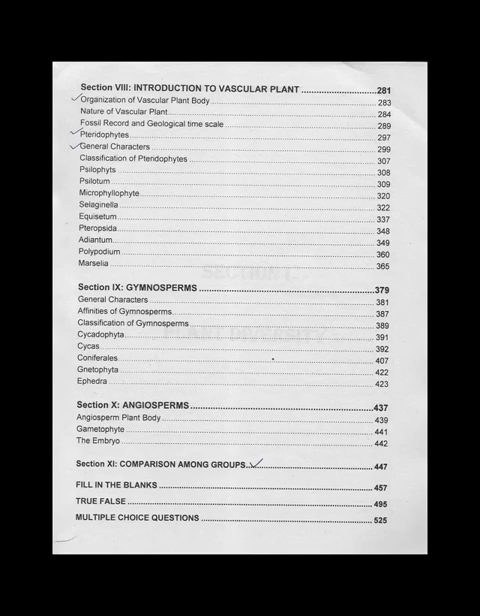 Section VIII: INTRODUCTION TO VASCULAR PLANT ............................281
Organization of Vascular Plant Body ............................ 283
Nature of Vascular Plant ............................ 284
Fossil Record and Geological time scale ............................ 289
Pteridophytes ............................ 297
General Characters ............................ 299
Classification of Pteridophytes ............................ 307
Psilophyts ............................ 308
Psilotum ............................ 309
Microphyllophyte ............................ 320
Selaginella ............................ 322
Equisetum ............................ 337
Pteropsida ............................ 348
Adiantum ............................ 349
Polypodium ............................ 360
Marselia ............................ 365
SECTION I
Section IX: GYMNOSPERMS ............................379
General Characters ............................ 381
Affinities of Gymnosperms ............................ 387
Classification of Gymnosperms ............................ 389
PLANT DIVERSITY
Cycadophyta ............................ 391
Cycas ............................ 392
Coniferales ............................ 407
Gnetophyta ............................ 422
Ephedra ............................ 423
Section X: ANGIOSPERMS ............................437
Angiosperm Plant Body ............................ 439
Gametophyte ............................ 441
The Embryo ............................ 442
Section XI: COMPARISON AMONG GROUPS ............................ 447
FILL IN THE BLANKS ............................ 457
TRUE FALSE ............................ 495
MULTIPLE CHOICE QUESTIONS ............................ 525